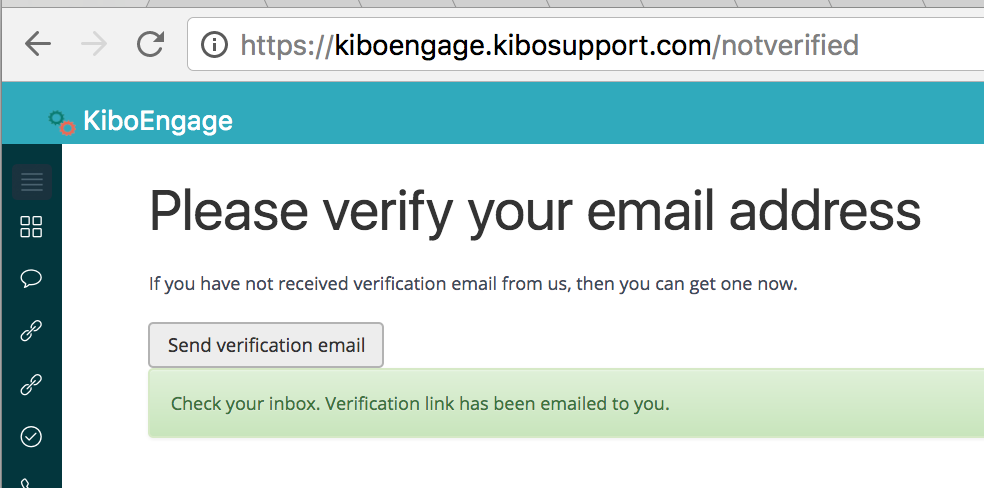 https://kiboengage.kibosupport.com/notverified
KiboEngage
Please verify your email address
If you have not received verification email from us, then you can get one now.
Send verification email
Check your inbox. Verification link has been emailed to you.